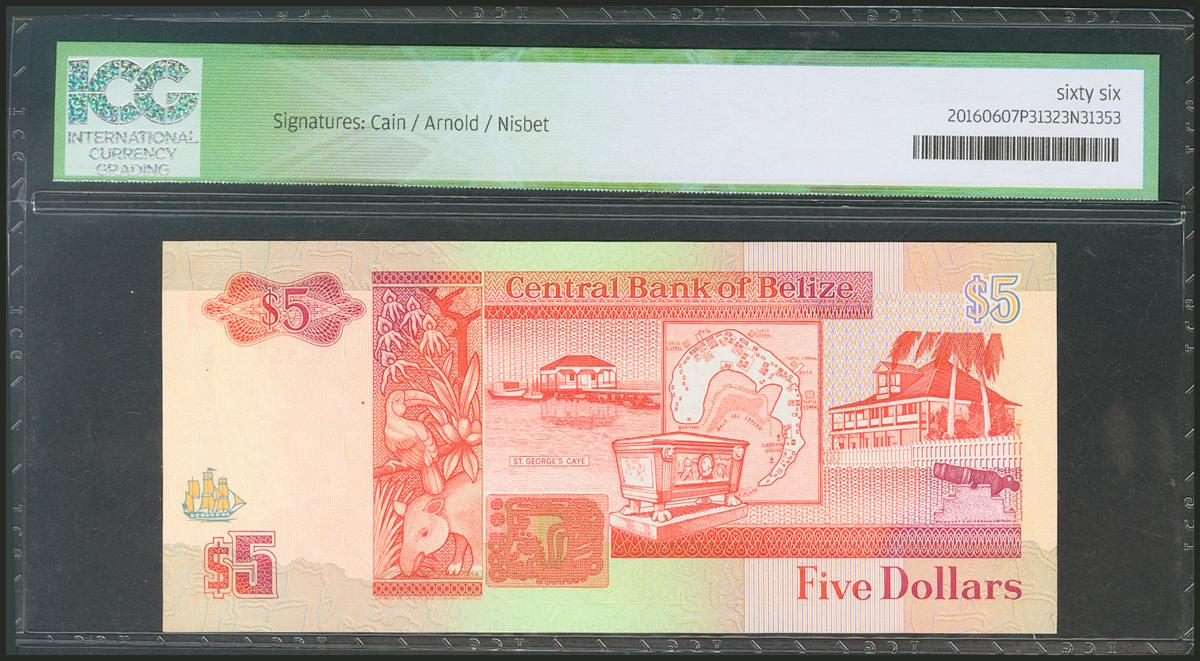 ICG
INTERNATIONAL
CURRENCY
GRADING
Signatures: Cain / Arnold / Nisbet
sixty six
20160607P31323N31353
$5
Central Bank of Belize
$5
ST. GEORGE'S CAYE
$5
Five Dollars